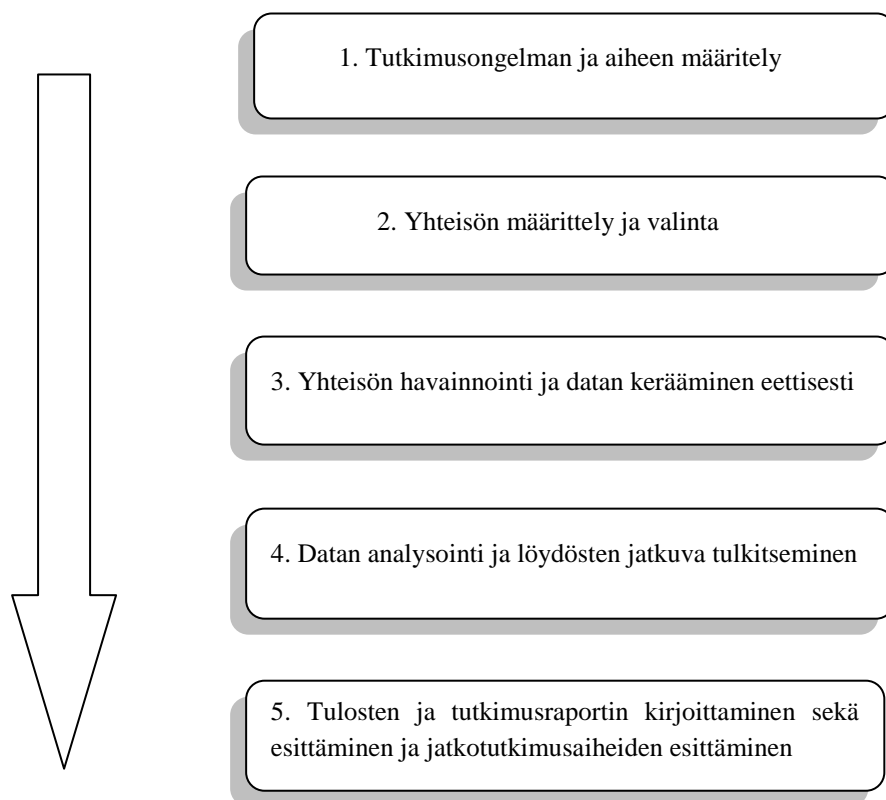 1. Tutkimusongelman ja aiheen määritely
2. Yhteisön määrittely ja valinta
3. Yhteisön havainnointi ja datan kerääminen eettisesti
4. Datan analysointi ja löydösten jatkuva tulkitseminen
5. Tulosten ja tutkimusraportin kirjoittaminen sekä
esittäminen ja jatkotutkimusaiheiden esittäminen